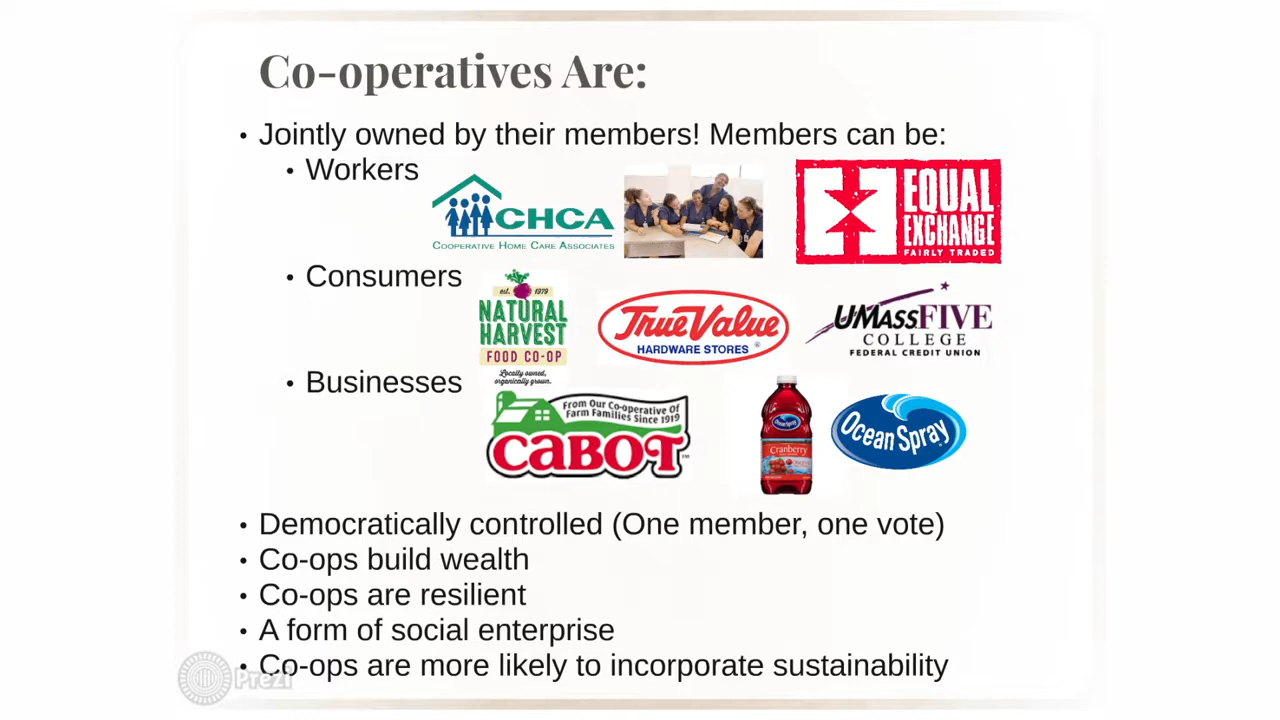 Co-operatives Are:
• Jointly owned by their members! Members can be:
• Workers
CHCA
COOPERATIVE HOME CARE ASSOCIATES
EQUAL
EXCHANGE
FAIRLY TRADED
• Consumers
est. 1979
NATURAL
HARVEST
FOOD CO-OP
Locally owned,
organically grown.
True Value
HARDWARE STORES ®
UMassFIVE
COLLEGE
FEDERAL CREDIT UNION
• Businesses
From Our Co-operative of
Farm Families Since 1919
CABOT™
Ocean Spray
Cranberry
Ocean Spray
• Democratically controlled (One member, one vote)
• Co-ops build wealth
• Co-ops are resilient
• A form of social enterprise
• Co-ops are more likely to incorporate sustainability
Prezi